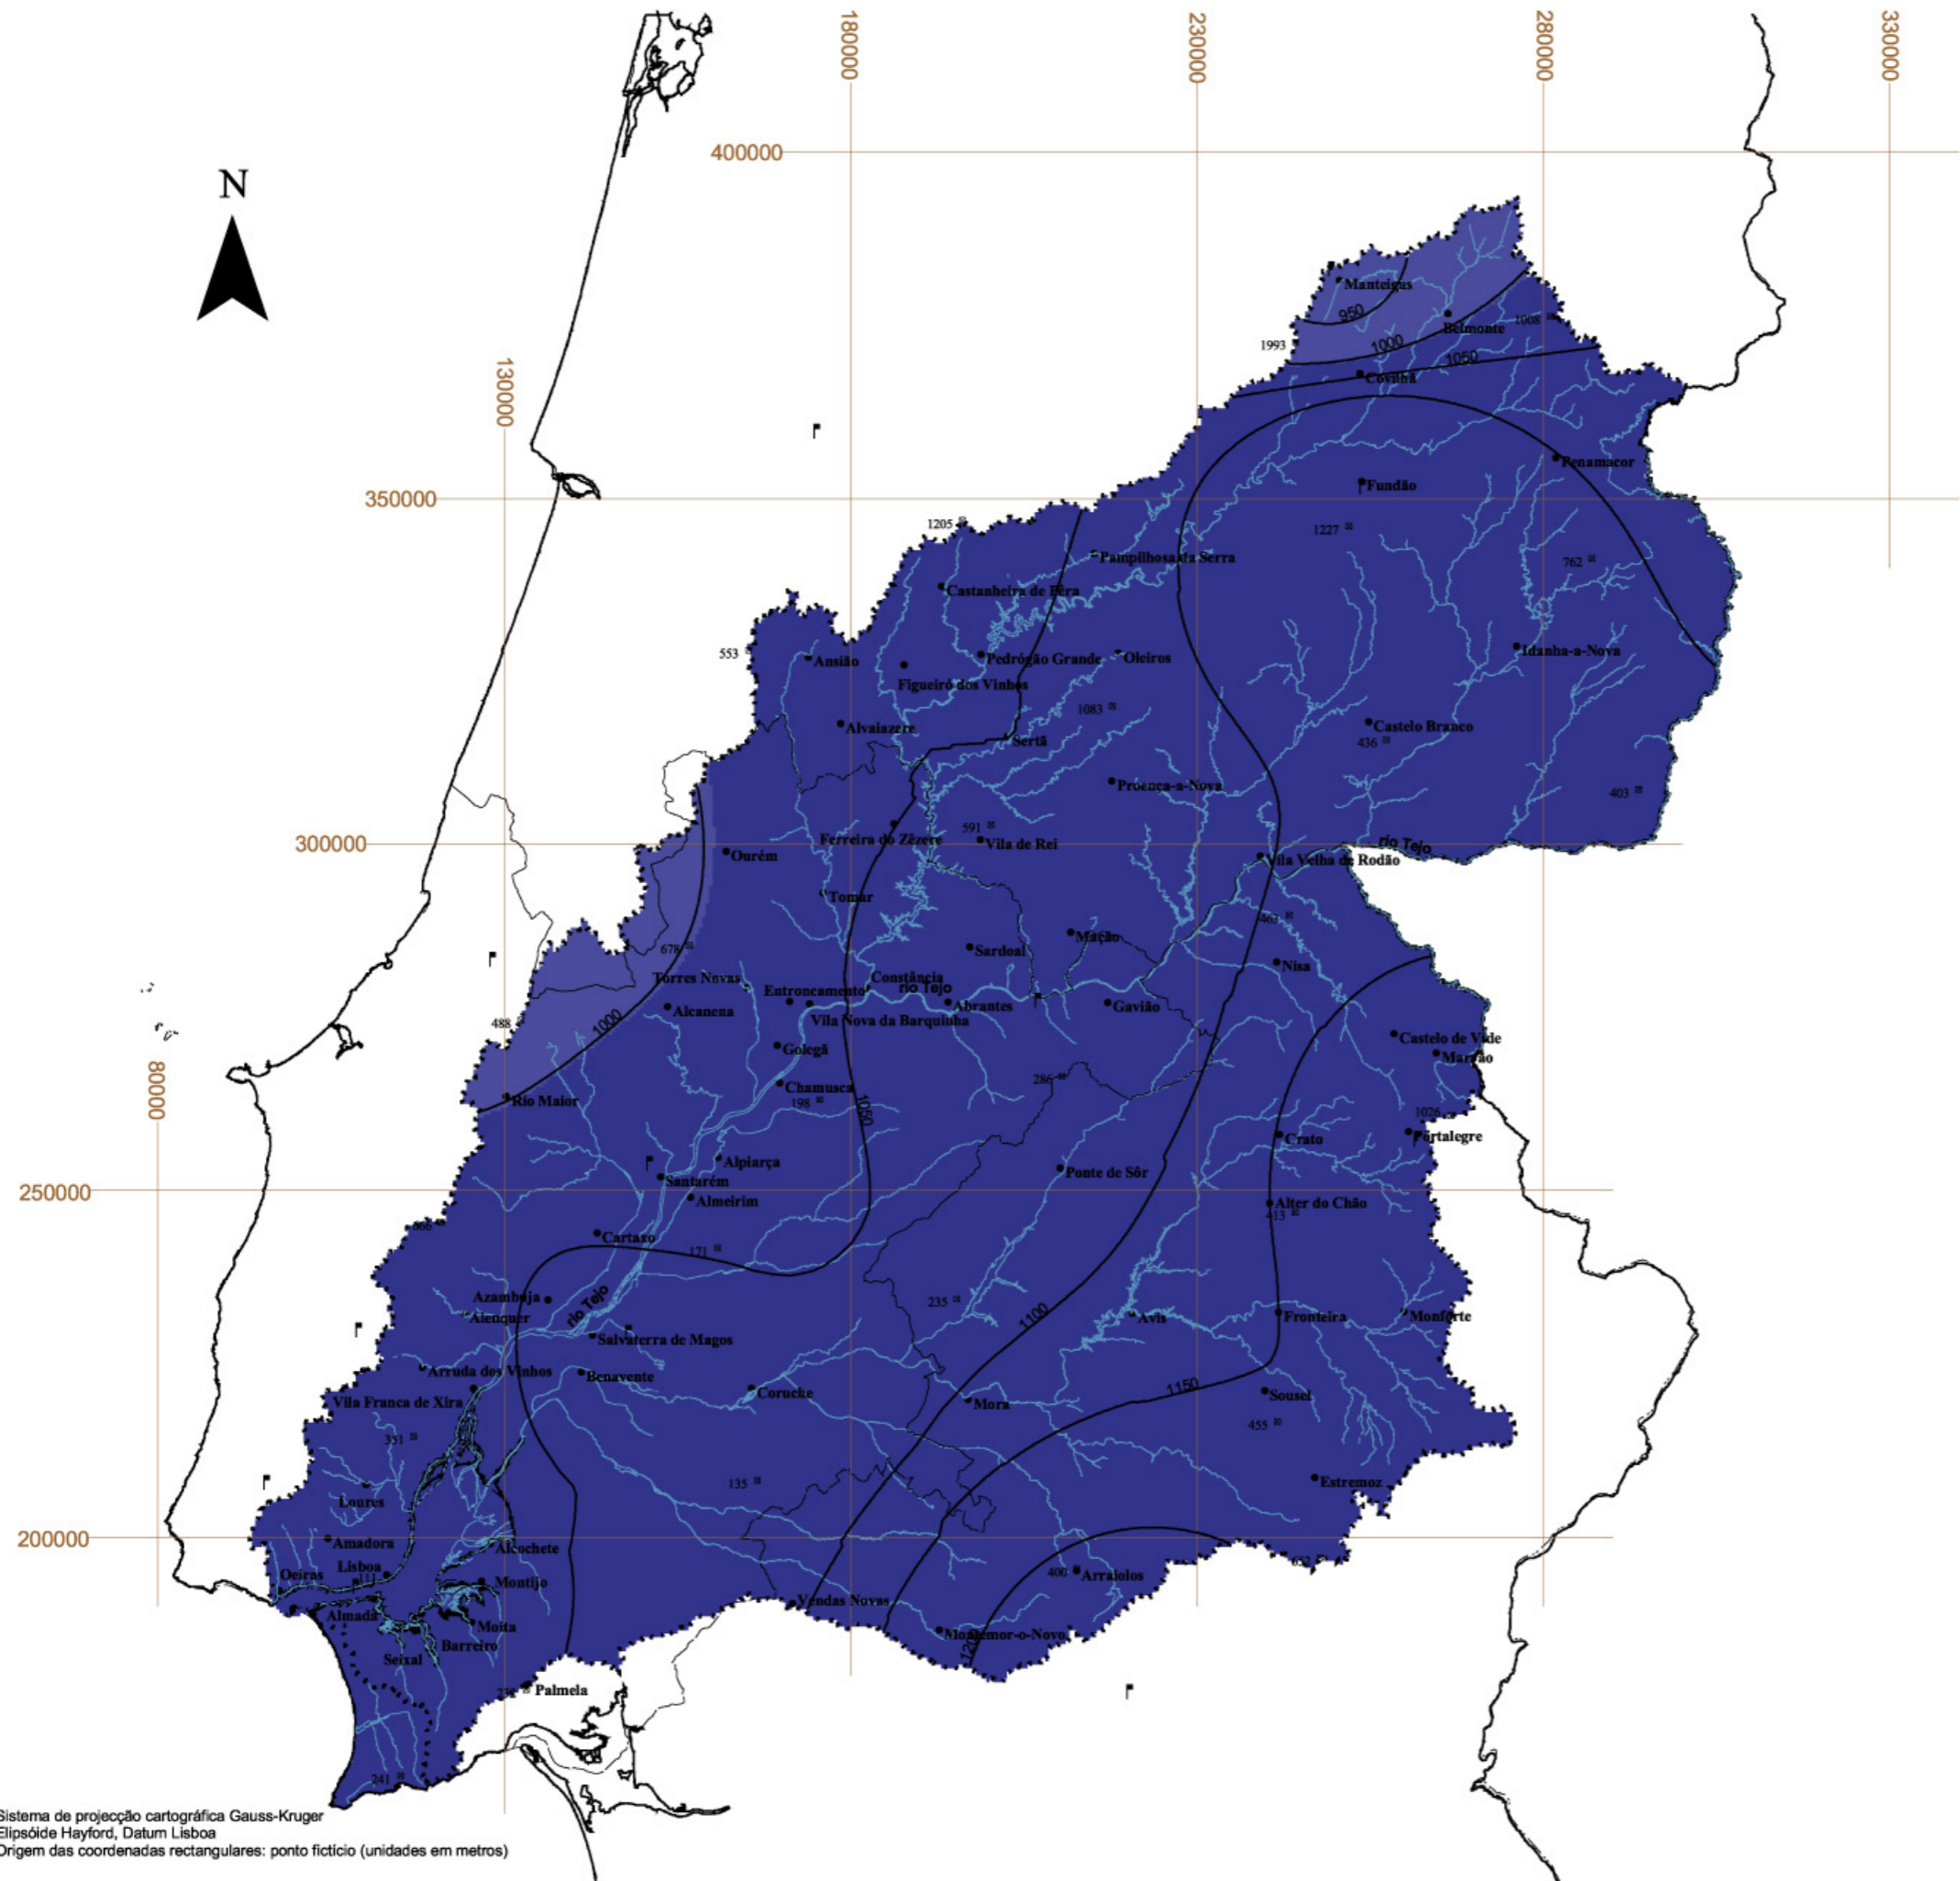 180000
230000
280000
330000
400000
N
Manteigas
950
1008
Belmonte
1993
1000
1050
Covilhã
130000
Penamacor
Fundão
350000
1205
1227
Pampilhosa da Serra
762
Castanheira de Pêra
553
Ansião
Pedrógão Grande
Oleiros
Idanha-a-Nova
Figueiró dos Vinhos
1083
Alvaiazere
Castelo Branco
Sertã
436
Proença-a-Nova
403
591
Ferreira do Zêzere
Vila de Rei
300000
rio Tejo
Ourém
Vila Velha de Rodão
Tomar
463
Mação
678
Sardoal
Nisa
Torres Novas
Constância
Entroncamento
rio Tejo
Abrantes
Gavião
Alcanena
Vila Nova da Barquinha
488
1000
Castelo de Vide
Golegã
Marvão
80000
286
Chamusca
Rio Maior
198
1050
1026
Portalegre
Crato
Alpiarça
Ponte de Sôr
Santarém
250000
Almeirim
Alter do Chão
413
666
Cartaxo
171
Azambuja
rio Tejo
235
1100
Alenquer
Avis
Fronteira
Monforte
Salvaterra de Magos
Arruda dos Vinhos
Benavente
1150
Coruche
Sousel
Vila Franca de Xira
Mora
455
351
135
Estremoz
Loures
200000
Amadora
Alcochete
Lisboa
111
652
Oeiras
Montijo
400
Arraiolos
Vendas Novas
Almada
Moita
Barreiro
Montemor-o-Novo
Seixal
Palmela
241
Sistema de projecção cartográfica Gauss-Kruger
Elipsóide Hayford, Datum Lisboa
Origem das coordenadas rectangulares: ponto fictício (unidades em metros)